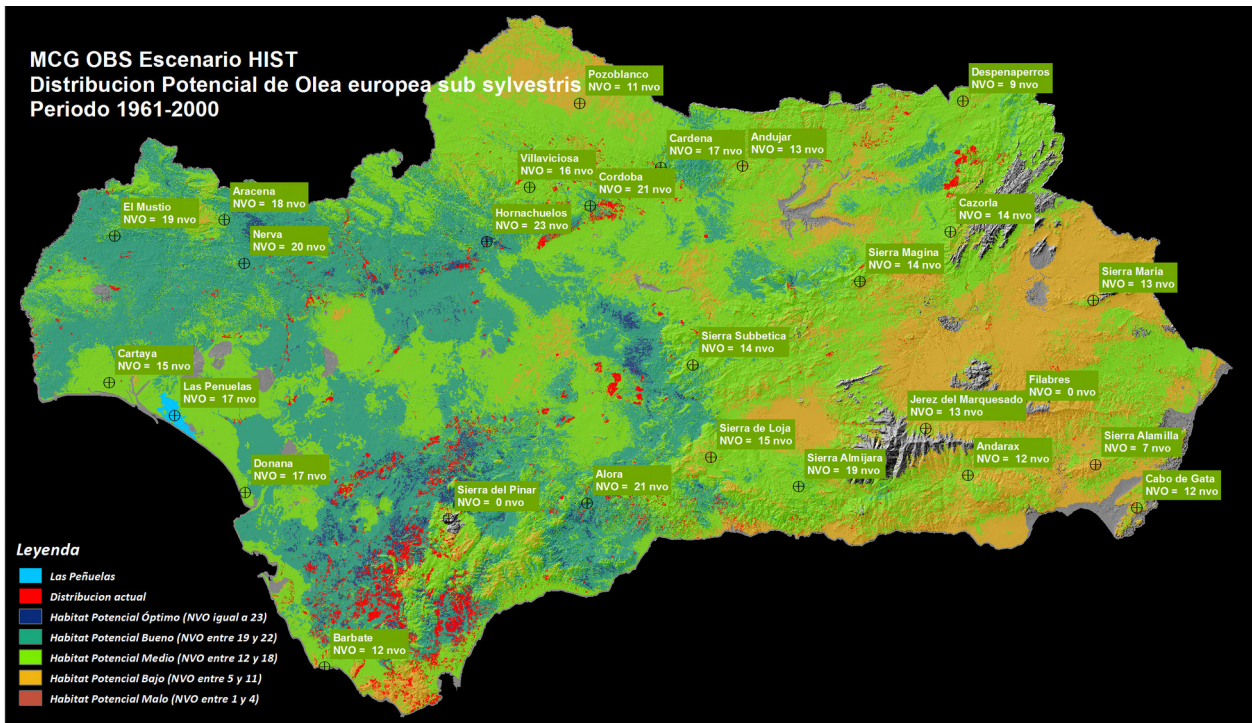 MCG OBS Escenario HIST
Distribucion Potencial de Olea europea sub sylvestris
Periodo 1961-2000
Pozoblanco
NVO = 11 nvo
Despenaperros
NVO = 9 nvo
Cardena
NVO = 17 nvo
Andujar
NVO = 13 nvo
Villaviciosa
NVO = 16 nvo
Cordoba
NVO = 21 nvo
Aracena
NVO = 18 nvo
El Mustio
NVO = 19 nvo
Hornachuelos
NVO = 23 nvo
Cazorla
NVO = 14 nvo
Nerva
NVO = 20 nvo
Sierra Magina
NVO = 14 nvo
Sierra Maria
NVO = 13 nvo
Sierra Subbetica
NVO = 14 nvo
Cartaya
NVO = 15 nvo
Las Penuelas
NVO = 17 nvo
Filabres
NVO = 0 nvo
Jerez del Marquesado
NVO = 13 nvo
Sierra de Loja
NVO = 15 nvo
Sierra Alamilla
NVO = 7 nvo
Andarax
NVO = 12 nvo
Sierra Almijara
NVO = 19 nvo
Donana
NVO = 17 nvo
Sierra del Pinar
NVO = 0 nvo
Alora
NVO = 21 nvo
Cabo de Gata
NVO = 12 nvo
Barbate
NVO = 12 nvo
Leyenda
Las Peñuelas
Distribucion actual
Habitat Potencial Óptimo (NVO igual a 23)
Habitat Potencial Bueno (NVO entre 19 y 22)
Habitat Potencial Medio (NVO entre 12 y 18)
Habitat Potencial Bajo (NVO entre 5 y 11)
Habitat Potencial Malo (NVO entre 1 y 4)